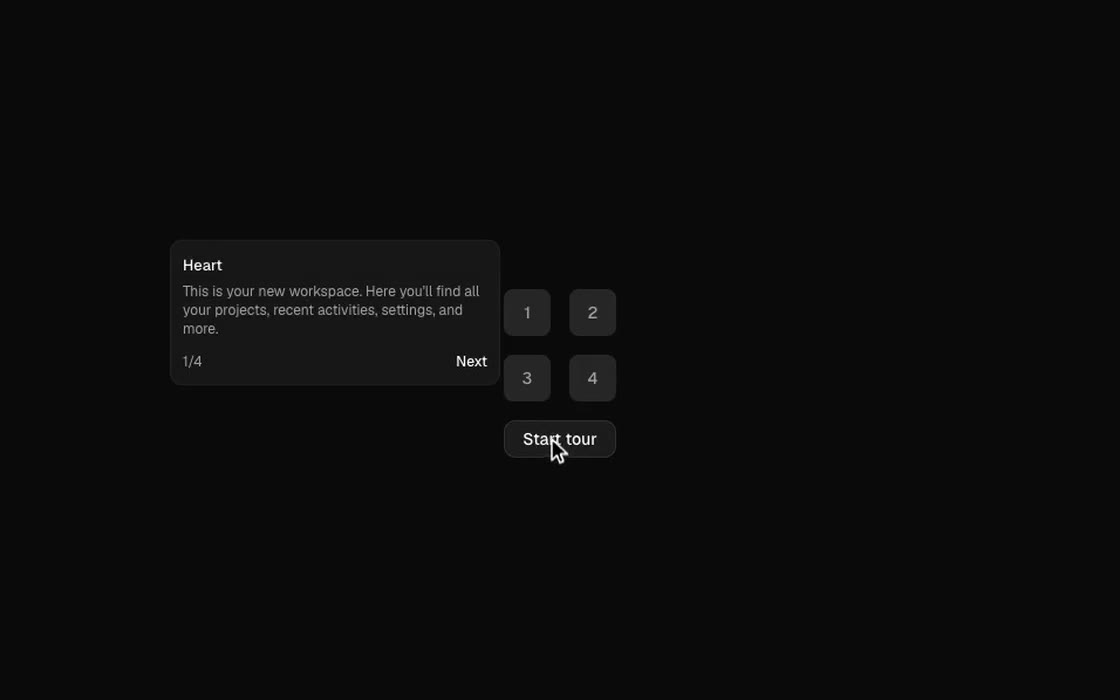 Heart
This is your new workspace. Here you'll find all
your projects, recent activities, settings, and
more.
1/4
Next
1
2
3
4
Start tour